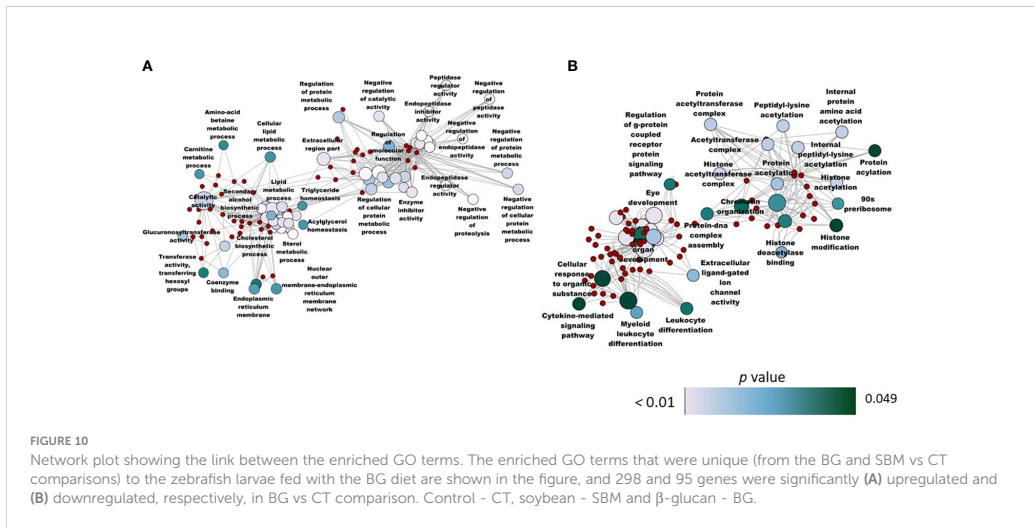 A
B
Regulation
of protein
metabolic
process
Negative
regulation
of catalytic
activity
Peptidase
regulator
activity
Negative
regulation
of
peptidase
activity
Endopeptidase
inhibitor
activity
Negative
regulation
of
endopeptidase
activity
Negative
regulation
of protein
metabolic
process
Amino-acid
betaine
metabolic
process
Cellular
lipid
metabolic
process
Extracellular
region part
Regulation
of
molecular
function
Carnitine
metabolic
process
Catalytic
activity
Secondary
alcohol
biosynthetic
process
Lipid
metabolic
process
Triglyceride
homeostasis
Regulation
of cellular
protein
metabolic
process
Enzyme
inhibitor
activity
Endopeptidase
regulator
activity
Negative
regulation
of
proteolysis
Negative
regulation
of cellular
protein
metabolic
process
Acylglycerol
homeostasis
Glucuronosyltransferase
activity
Cholesterol
biosynthetic
process
Sterol
metabolic
process
Transferase
activity,
transferring
hexosyl
groups
Coenzyme
binding
Endoplasmic
reticulum
membrane
Nuclear
outer
membrane-endoplasmic
reticulum
membrane
network
Regulation
of g-protein
coupled
receptor
protein
signaling
pathway
Protein
acetyltransferase
complex
Peptidyl-lysine
acetylation
Internal
protein
amino acid
acetylation
Acetyltransferase
complex
Internal
peptidyl-lysine
acetylation
Histone
acetyltransferase
complex
Protein
acetylation
Protein
acylation
Histone
acetylation
Eye
development
Chromatin
organization
90s
preribosome
Protein-dna
complex
assembly
Histone
modification
organ
development
Histone
deacetylase
binding
Cellular
response
to organic
substance
Extracellular
ligand-gated
ion
channel
activity
Cytokine-mediated
signaling
pathway
Myeloid
leukocyte
differentiation
Leukocyte
differentiation
p value
< 0.01
0.049
FIGURE 10
Network plot showing the link between the enriched GO terms. The enriched GO terms that were unique (from the BG and SBM vs CT
comparisons) to the zebrafish larvae fed with the BG diet are shown in the figure, and 298 and 95 genes were significantly (A) upregulated and
(B) downregulated, respectively, in BG vs CT comparison. Control - CT, soybean - SBM and β-glucan - BG.